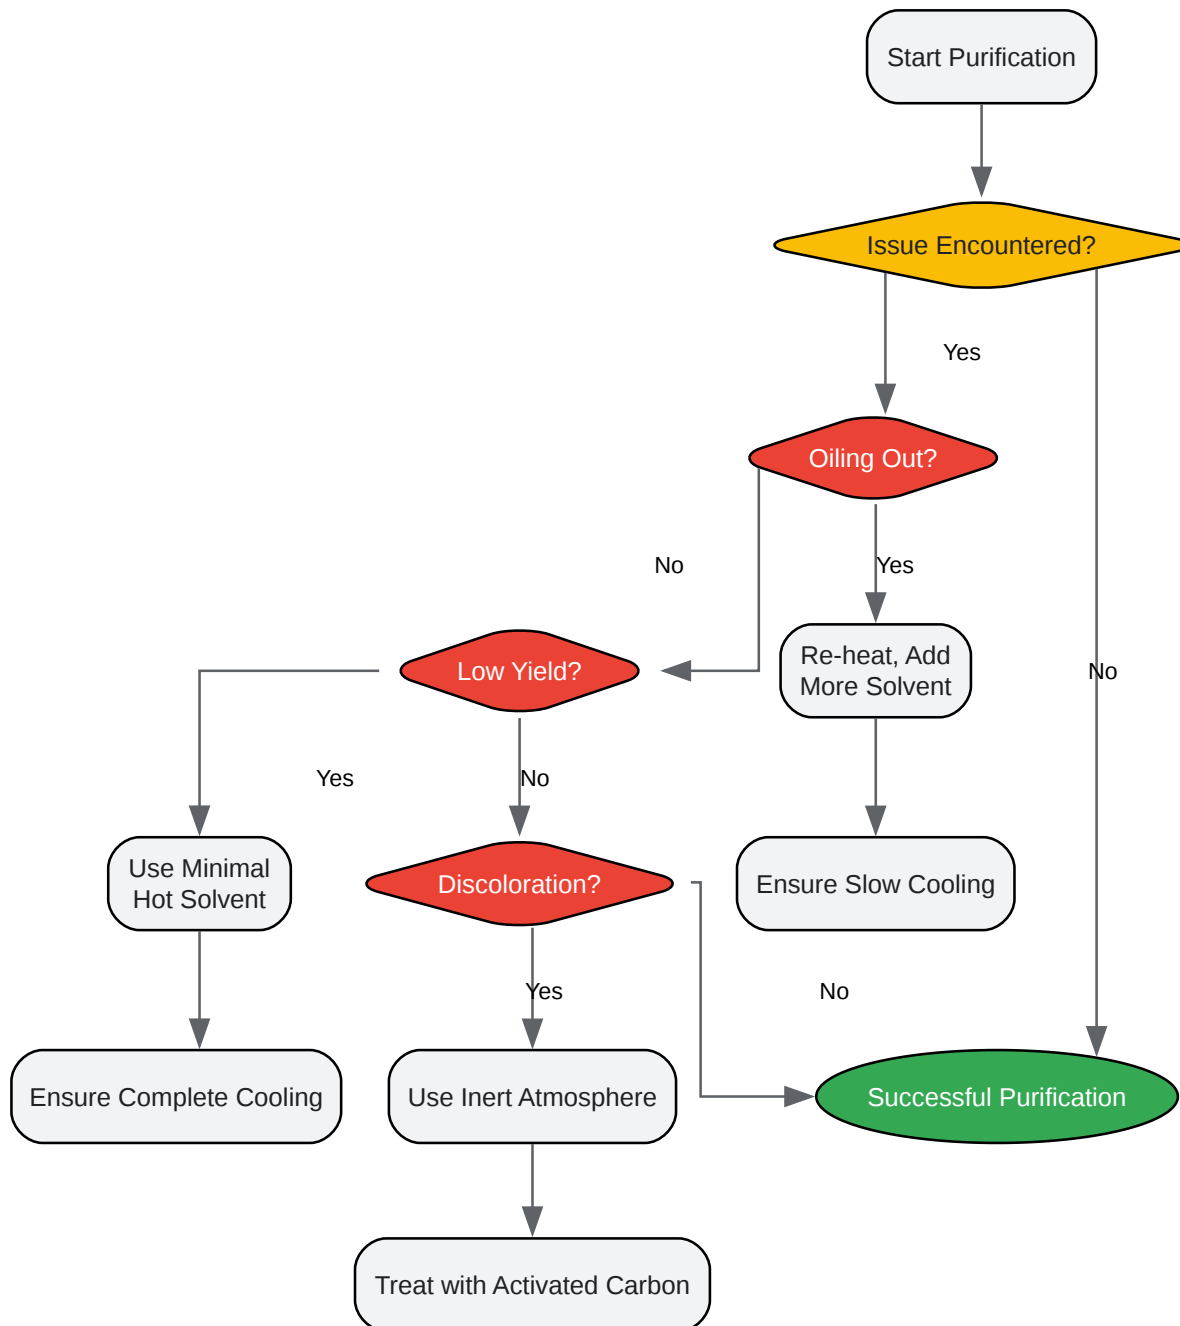 Start Purification
Issue Encountered?
Yes
Oiling Out?
No
Yes
Low Yield?
Re-heat, Add
More Solvent
No
Yes
No
Use Minimal
Hot Solvent
Discoloration?
Ensure Slow Cooling
Yes
No
Ensure Complete Cooling
Use Inert Atmosphere
Successful Purification
Treat with Activated Carbon